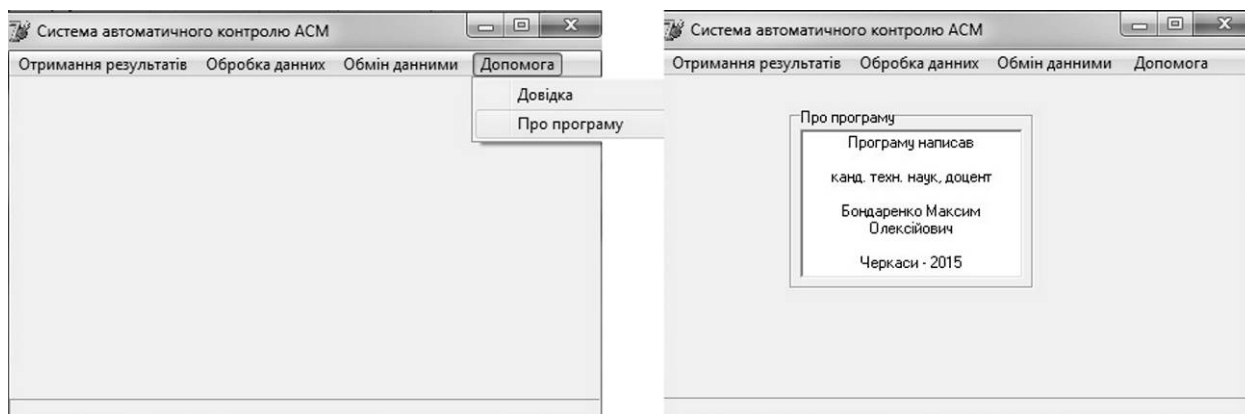 Система автоматичного контролю АСМ
Отримання результатів Обробка данних Обмін данними Допомога
Довідка
Про програму
Система автоматичного контролю АСМ
Отримання результатів Обробка данних Обмін данними Допомога
Про програму
Програму написав
канд. техн. наук, доцент
Бондаренко Максим
Олексійович
Черкаси - 2015